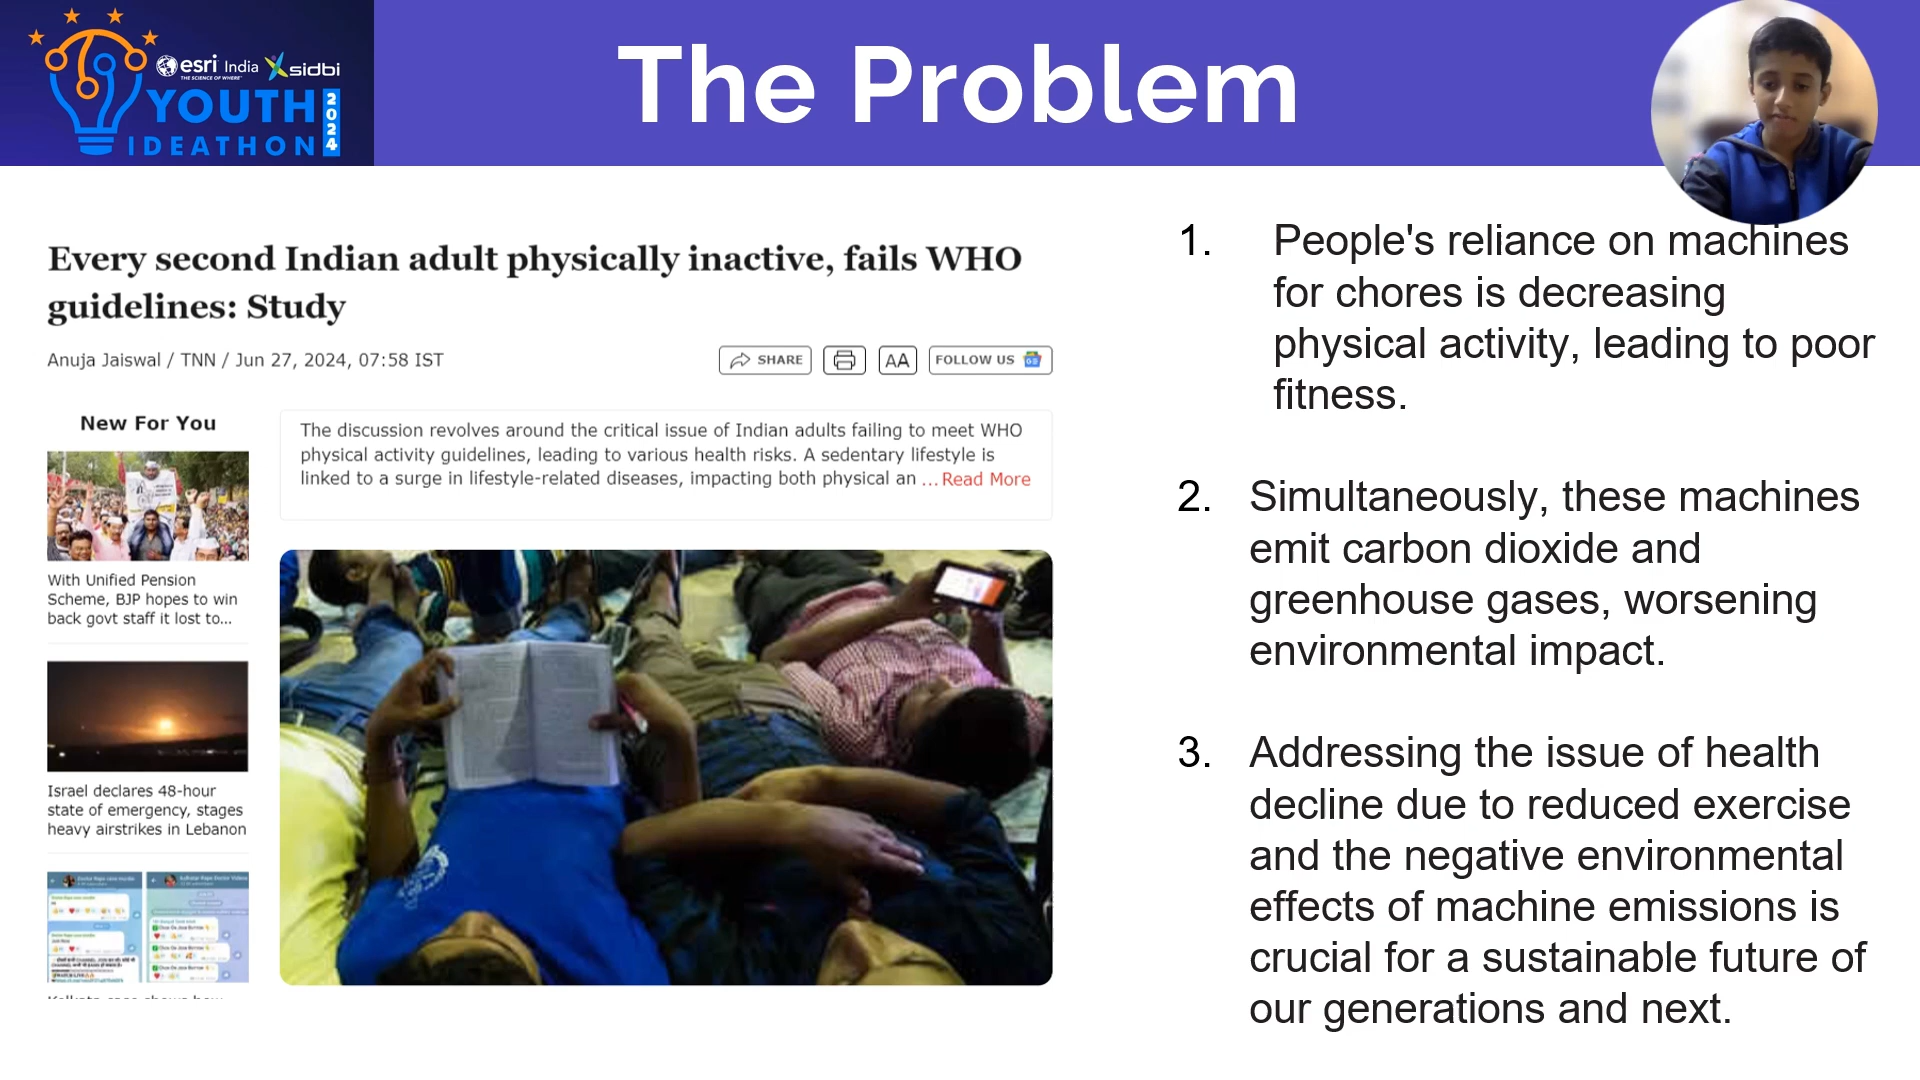 esri India
THE SCIENCE OF WHERE
sidbi
YOUTH
IDEATHON
2024
The Problem
Every second Indian adult physically inactive, fails WHO
guidelines: Study
Anuja Jaiswal / TNN / Jun 27, 2024, 07:58 IST
SHARE
AA
FOLLOW US
New For You
With Unified Pension
Scheme, BJP hopes to win
back govt staff it lost to...
Israel declares 48-hour
state of emergency, stages
heavy airstrikes in Lebanon
The discussion revolves around the critical issue of Indian adults failing to meet WHO
physical activity guidelines, leading to various health risks. A sedentary lifestyle is
linked to a surge in lifestyle-related diseases, impacting both physical an ... Read More
1. People's reliance on machines
for chores is decreasing
physical activity, leading to poor
fitness.
2. Simultaneously, these machines
emit carbon dioxide and
greenhouse gases, worsening
environmental impact.
3. Addressing the issue of health
decline due to reduced exercise
and the negative environmental
effects of machine emissions is
crucial for a sustainable future of
our generations and next.